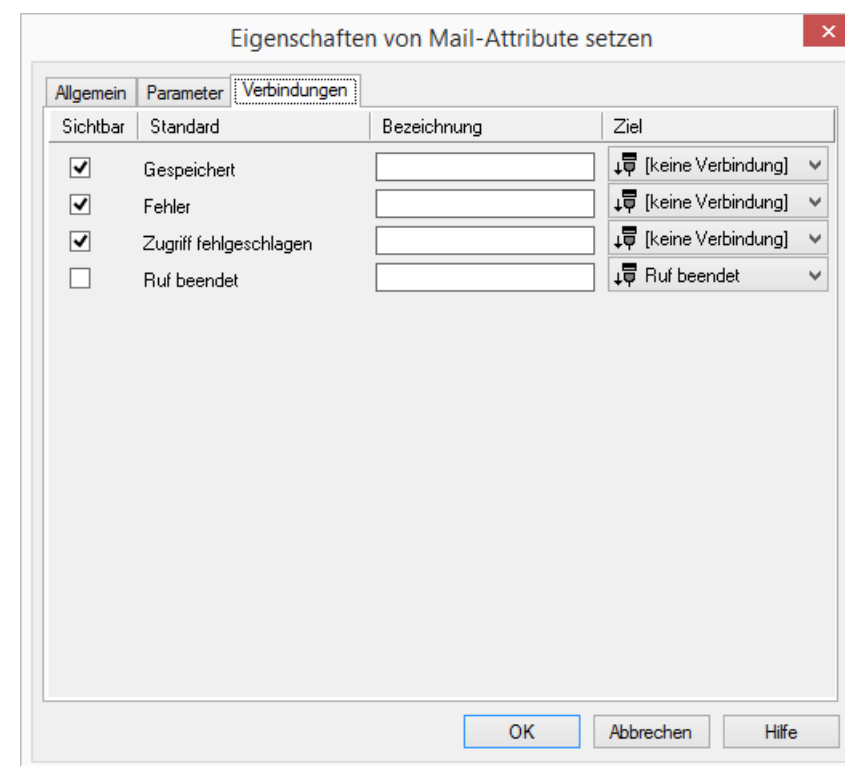 Eigenschaften von Mail-Attribute setzen
Allgemein Parameter Verbindungen
Sichtbar Standard Bezeichnung Ziel
Gespeichert [keine Verbindung]
Fehler [keine Verbindung]
Zugriff fehlgeschlagen [keine Verbindung]
Ruf beendet Ruf beendet
OK Abbrechen Hilfe